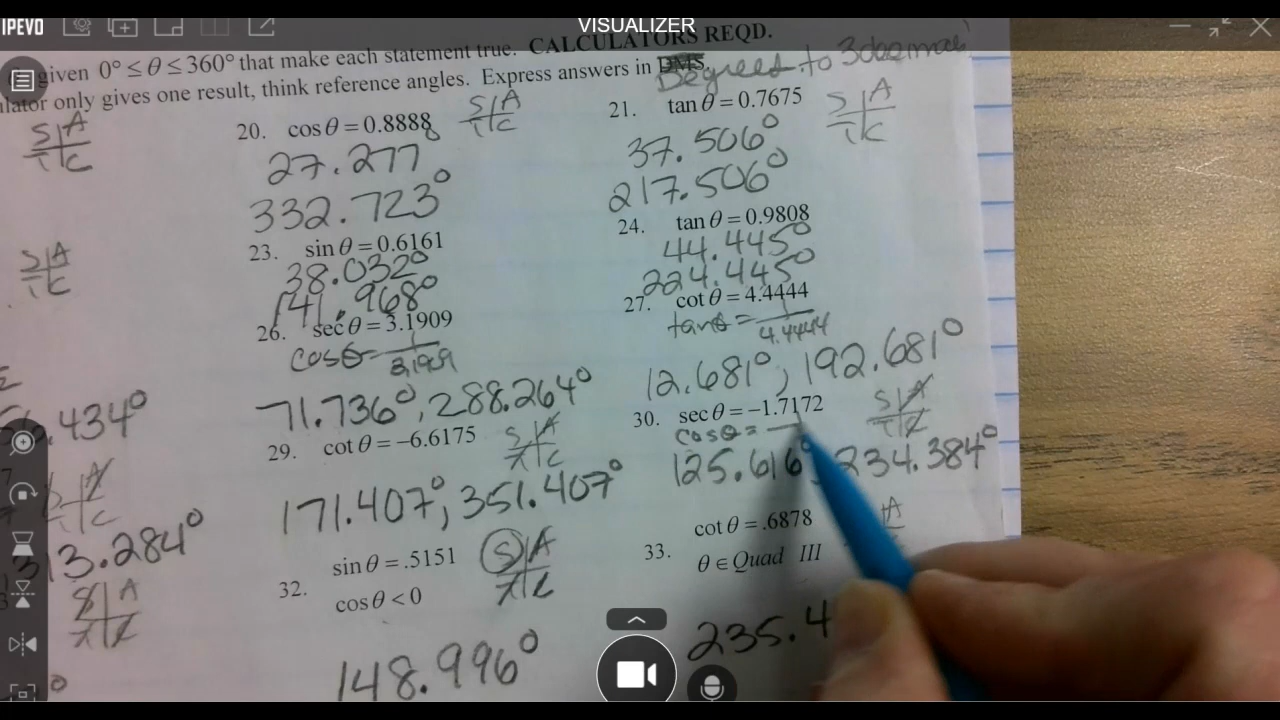 IPEVO
VISUALIZER
given 0° ≤ θ ≤ 360° that make each statement true. CALCULATORS REQD.
lator only gives one result, think reference angles. Express answers in DMS.
Degrees to 3 decimals
S A T C
20. cos θ = 0.8888
S A T C
27.277°
332.723°
21. tan θ = 0.7675
S A T C
37.506°
217.506°
S A T C
23. sin θ = 0.6161
38.032°
141.968°
24. tan θ = 0.9808
44.445°
224.445°
26. sec θ = 3.1909
cosθ = 1/3.1909
71.736°, 288.264°
27. cot θ = 4.4444
tanθ = 1/4.4444
12.681°, 192.681°
.434°
29. cot θ = −6.6175
S A T C
171.407°, 351.407°
30. sec θ = −1.7172
S A T C
cosθ =
125.616°, 234.384°
T C
313.284°
S A T C
32. sin θ = .5151
cos θ < 0
S A T C
148.996°
33. cot θ = .6878
θ ∈ Quad III
A
235.4